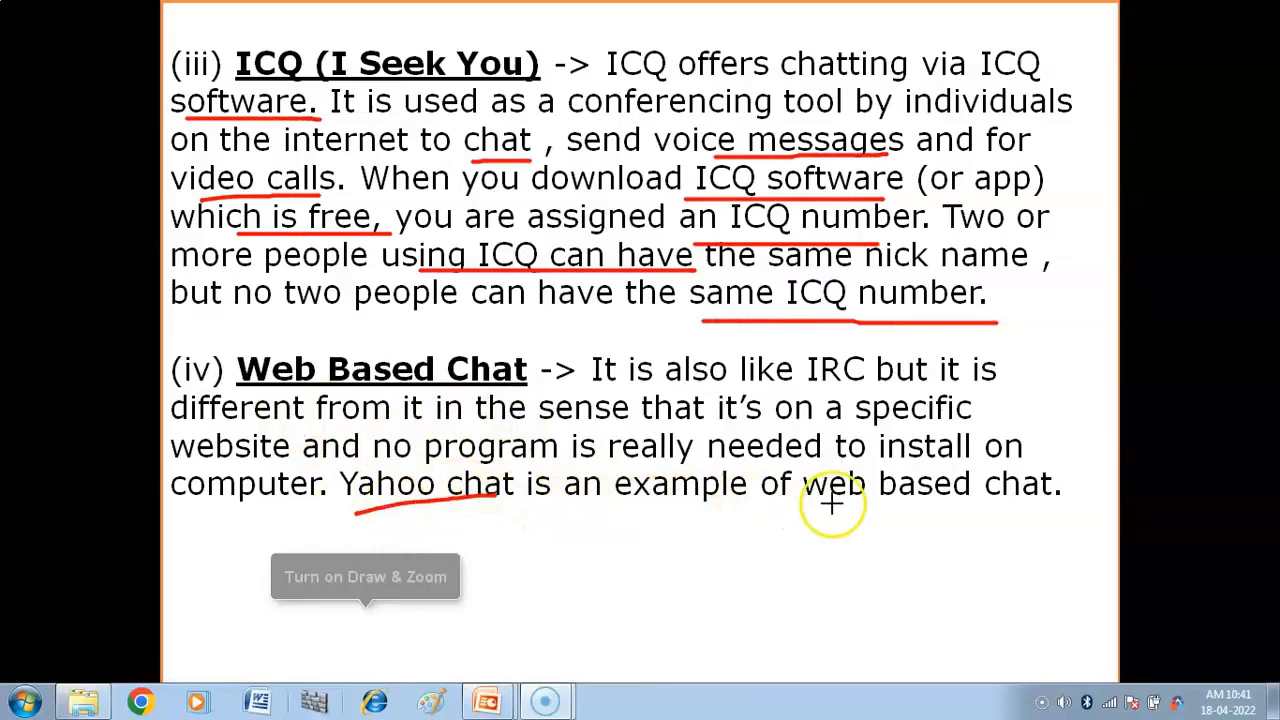 (iii) ICQ (I Seek You) -> ICQ offers chatting via ICQ
software. It is used as a conferencing tool by individuals
on the internet to chat , send voice messages and for
video calls. When you download ICQ software (or app)
which is free, you are assigned an ICQ number. Two or
more people using ICQ can have the same nick name ,
but no two people can have the same ICQ number.
(iv) Web Based Chat -> It is also like IRC but it is
different from it in the sense that it’s on a specific
website and no program is really needed to install on
computer. Yahoo chat is an example of web based chat.
Turn on Draw & Zoom
AM 10:41
18-04-2022